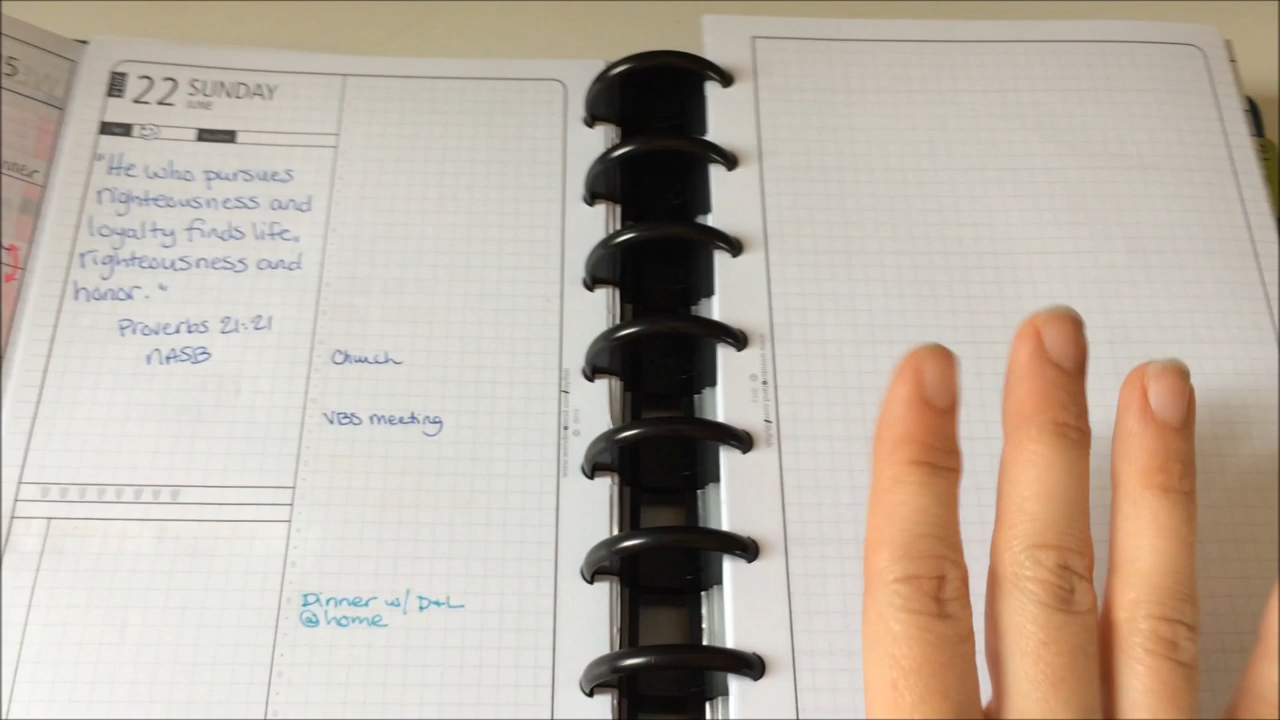 22 SUNDAY
JUNE
"He who pursues
righteousness and
loyalty finds life,
righteousness and
honor."
Proverbs 21:21
NASB
Church
VBS meeting
Dinner w/ D+L
@home